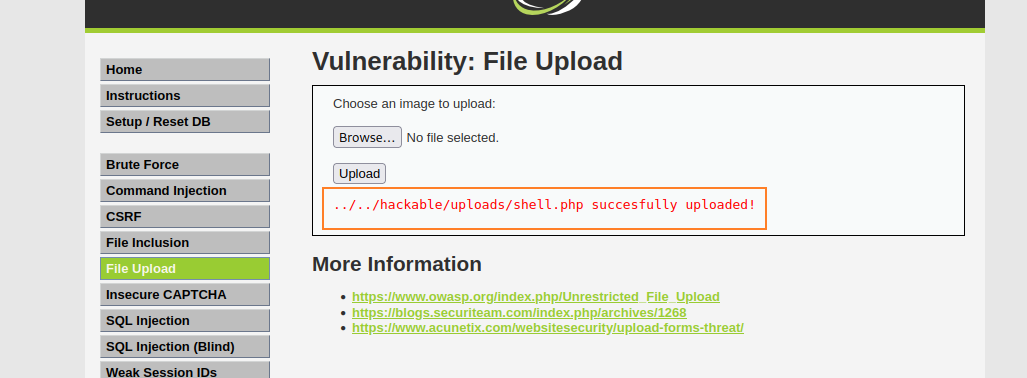 Vulnerability: File Upload
Home
Instructions
Setup / Reset DB
Brute Force
Command Injection
CSRF
File Inclusion
File Upload
Insecure CAPTCHA
SQL Injection
SQL Injection (Blind)
Weak Session IDs
Choose an image to upload:
Browse... No file selected.
Upload
../../hackable/uploads/shell.php succesfully uploaded!
More Information
https://www.owasp.org/index.php/Unrestricted_File_Upload
https://blogs.securiteam.com/index.php/archives/1268
https://www.acunetix.com/websitesecurity/upload-forms-threat/